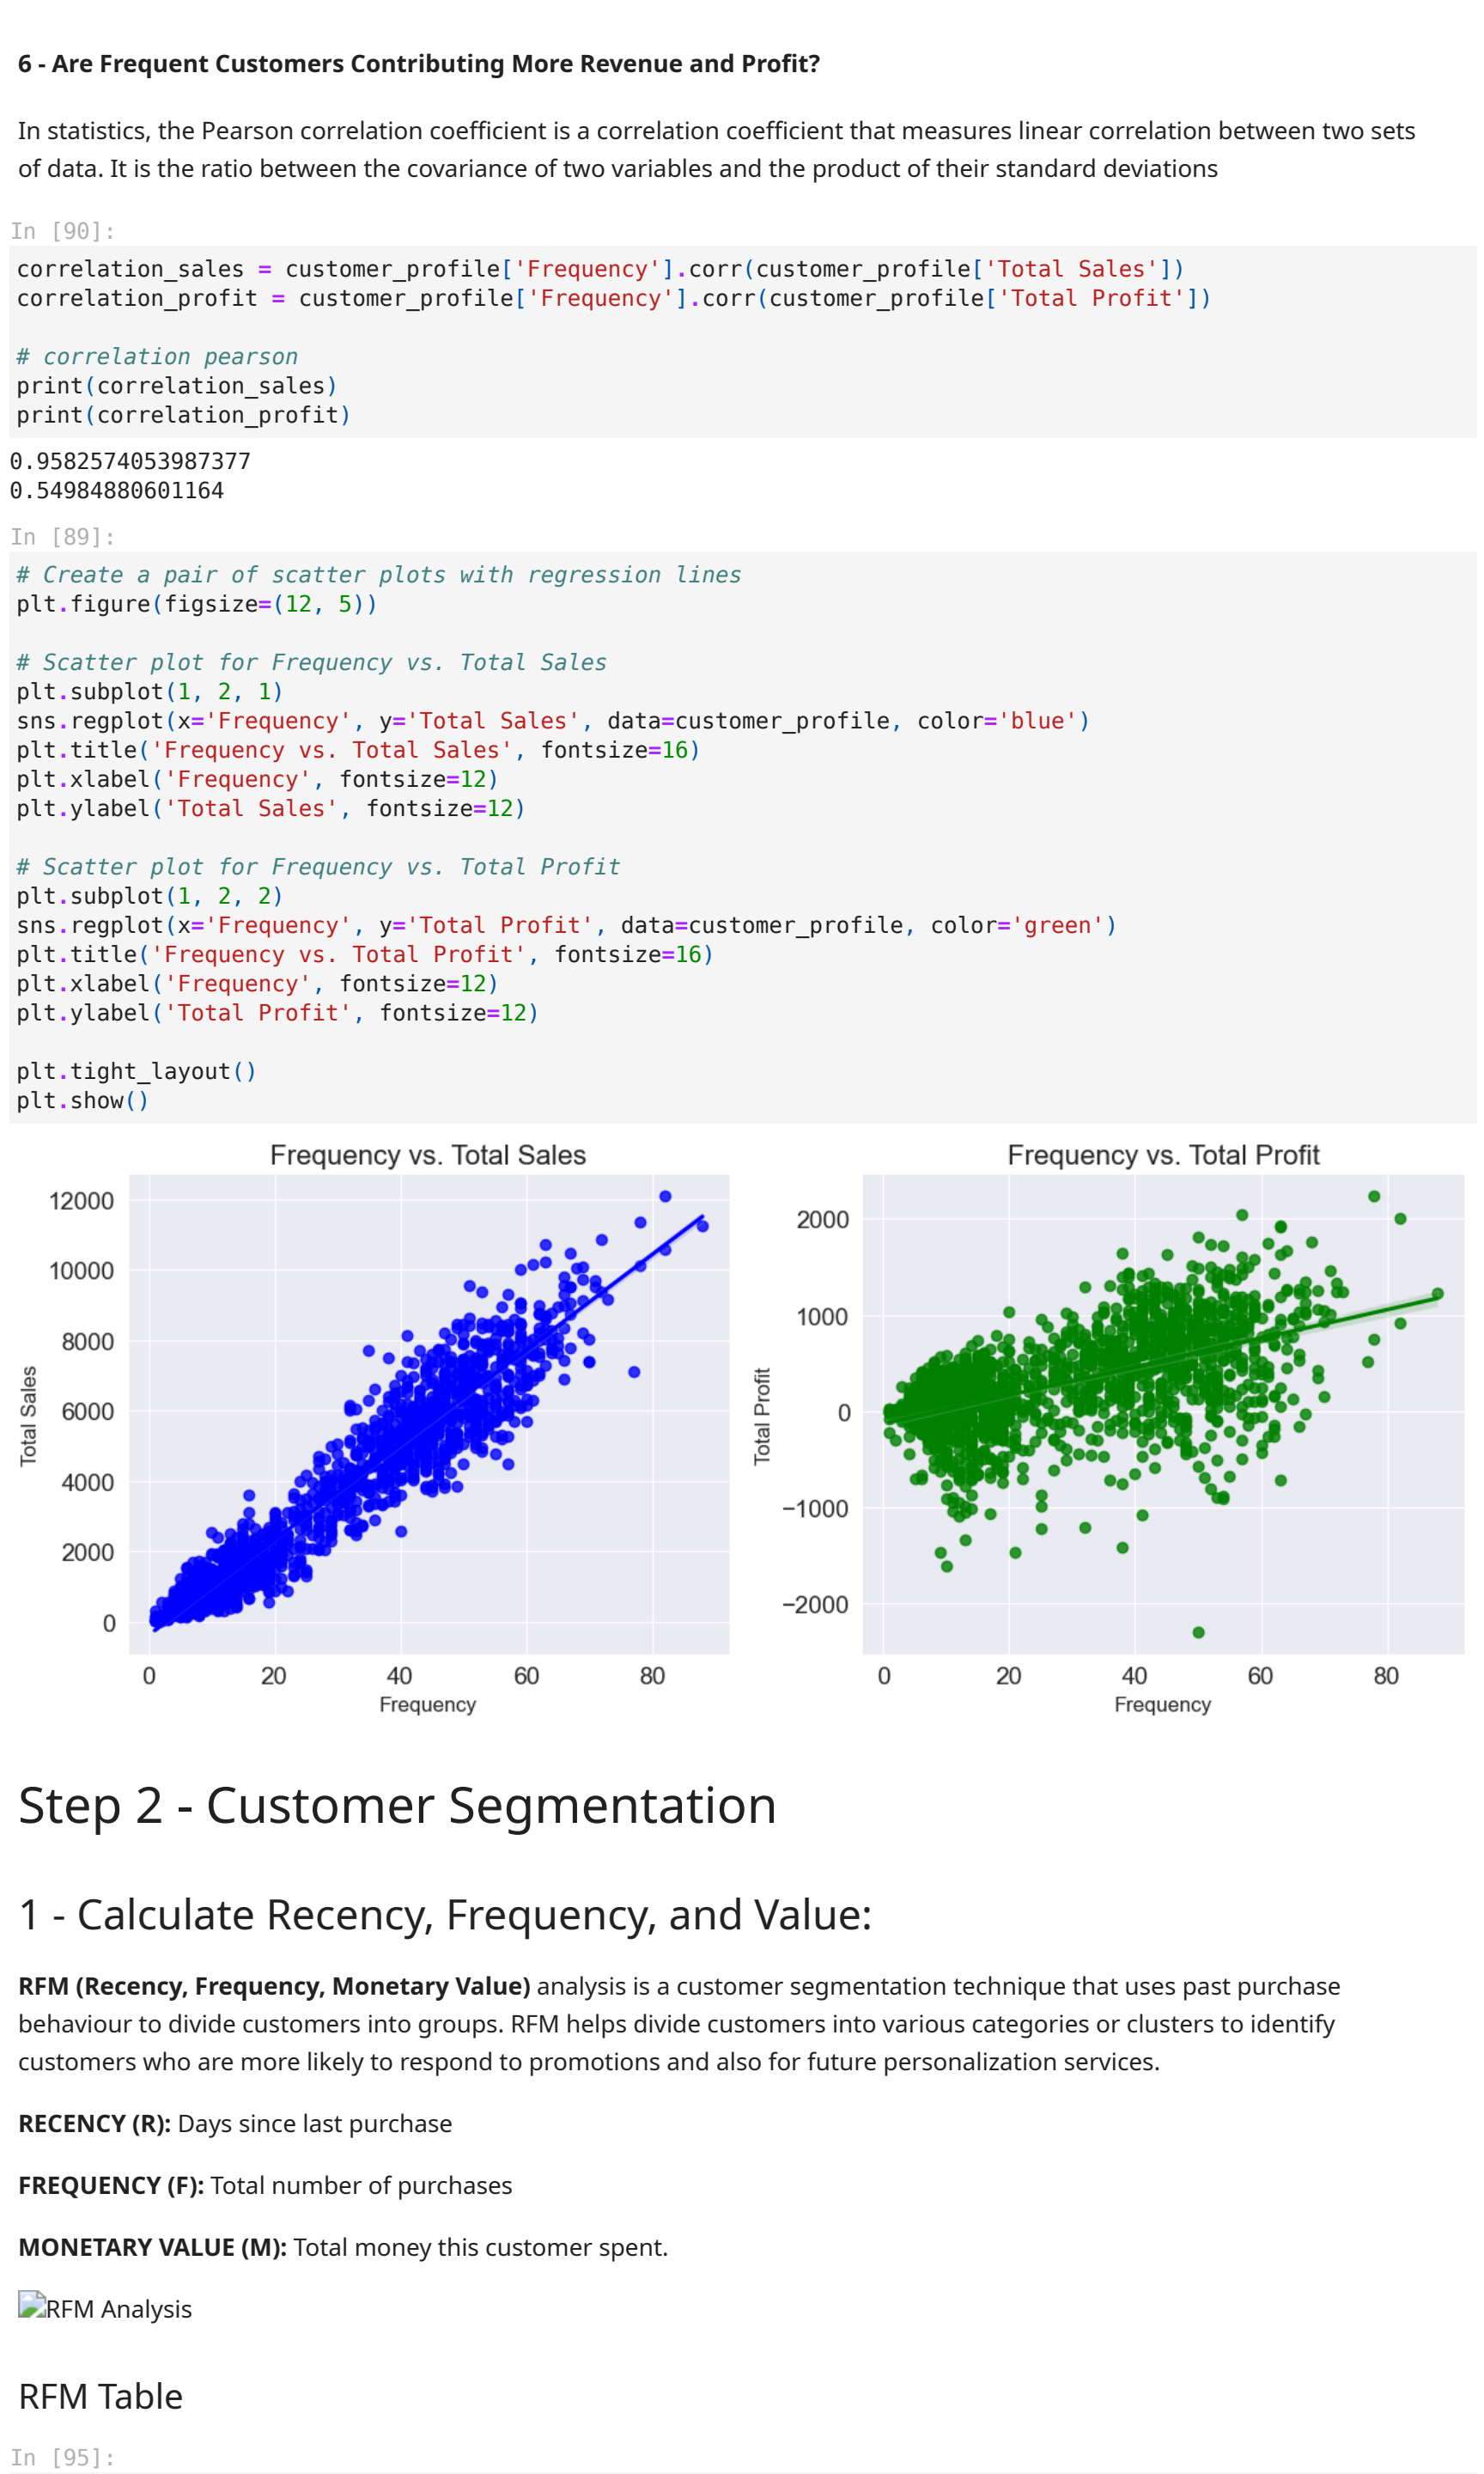 6 - Are Frequent Customers Contributing More Revenue and Profit?
In statistics, the Pearson correlation coefficient is a correlation coefficient that measures linear correlation between two sets
of data. It is the ratio between the covariance of two variables and the product of their standard deviations
In [90]:
correlation_sales = customer_profile['Frequency'].corr(customer_profile['Total Sales'])
correlation_profit = customer_profile['Frequency'].corr(customer_profile['Total Profit'])
# correlation pearson
print(correlation_sales)
print(correlation_profit)
0.9582574053987377
0.54984880601164
In [89]:
# Create a pair of scatter plots with regression lines
plt.figure(figsize=(12, 5))
# Scatter plot for Frequency vs. Total Sales
plt.subplot(1, 2, 1)
sns.regplot(x='Frequency', y='Total Sales', data=customer_profile, color='blue')
plt.title('Frequency vs. Total Sales', fontsize=16)
plt.xlabel('Frequency', fontsize=12)
plt.ylabel('Total Sales', fontsize=12)
# Scatter plot for Frequency vs. Total Profit
plt.subplot(1, 2, 2)
sns.regplot(x='Frequency', y='Total Profit', data=customer_profile, color='green')
plt.title('Frequency vs. Total Profit', fontsize=16)
plt.xlabel('Frequency', fontsize=12)
plt.ylabel('Total Profit', fontsize=12)
plt.tight_layout()
plt.show()
Frequency vs. Total Sales
12000
10000
8000
6000
4000
2000
0
Total Sales
0 20 40 60 80
Frequency
Frequency vs. Total Profit
2000
1000
0
−1000
−2000
Total Profit
0 20 40 60 80
Frequency
Step 2 - Customer Segmentation
1 - Calculate Recency, Frequency, and Value:
RFM (Recency, Frequency, Monetary Value) analysis is a customer segmentation technique that uses past purchase
behaviour to divide customers into groups. RFM helps divide customers into various categories or clusters to identify
customers who are more likely to respond to promotions and also for future personalization services.
RECENCY (R): Days since last purchase
FREQUENCY (F): Total number of purchases
MONETARY VALUE (M): Total money this customer spent.
RFM Analysis
RFM Table
In [95]: